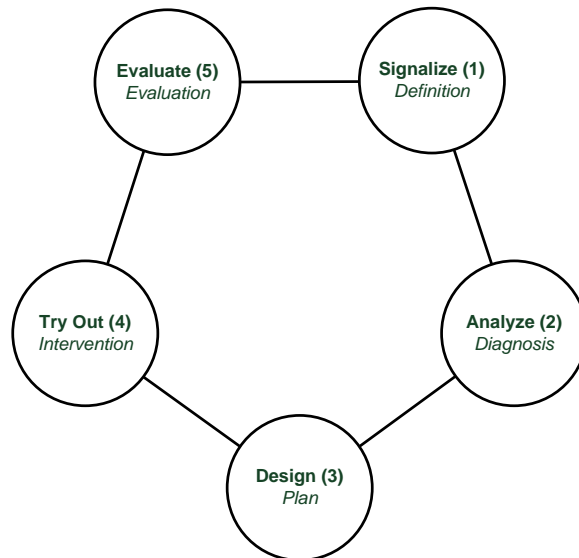 Evaluate (5)
Evaluation
Signalize (1)
Definition
Try Out (4)
Intervention
Analyze (2)
Diagnosis
Design (3)
Plan